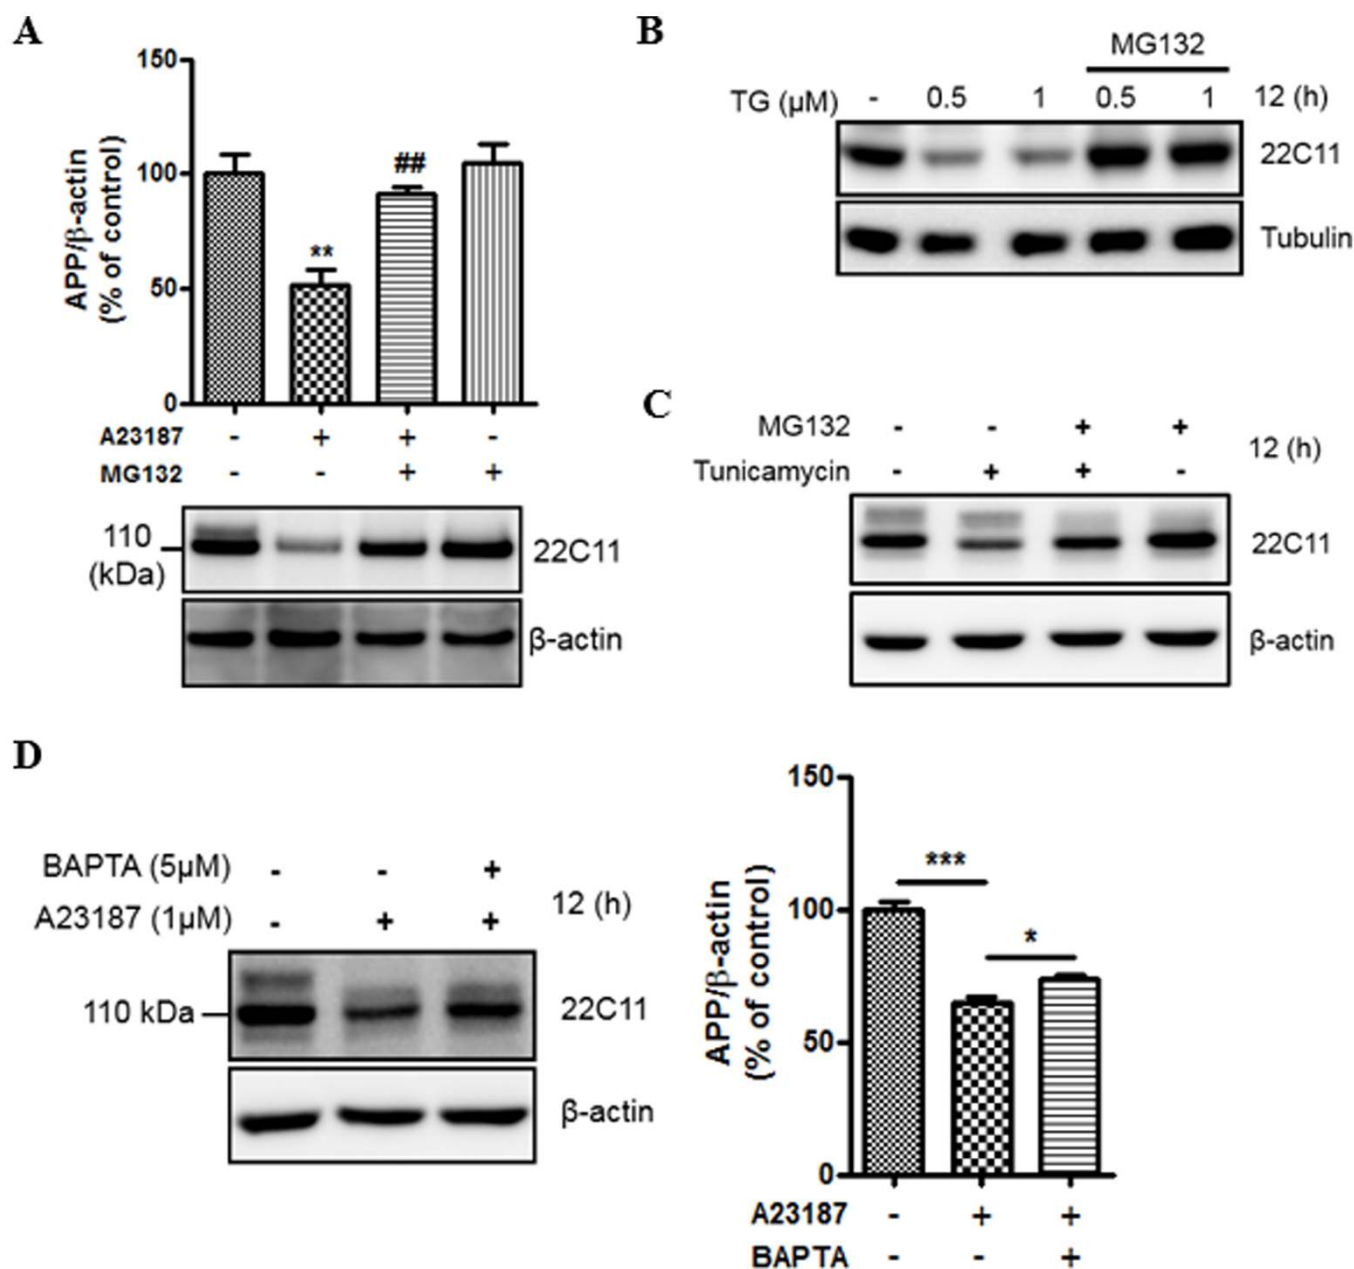 A
150
100
50
0
APP/β-actin
(% of control)
**
##
A23187 - + + -
MG132 - - + +
110
(kDa)
22C11
β-actin
B
MG132
TG (μM) - 0.5 1 0.5 1 12 (h)
22C11
Tubulin
C
MG132 - - + +
Tunicamycin - + + -
12 (h)
22C11
β-actin
D
BAPTA (5μM) - - +
A23187 (1μM) - + +
12 (h)
110 kDa
22C11
β-actin
150
100
50
0
APP/β-actin
(% of control)
***
*
A23187 - + +
BAPTA - - +